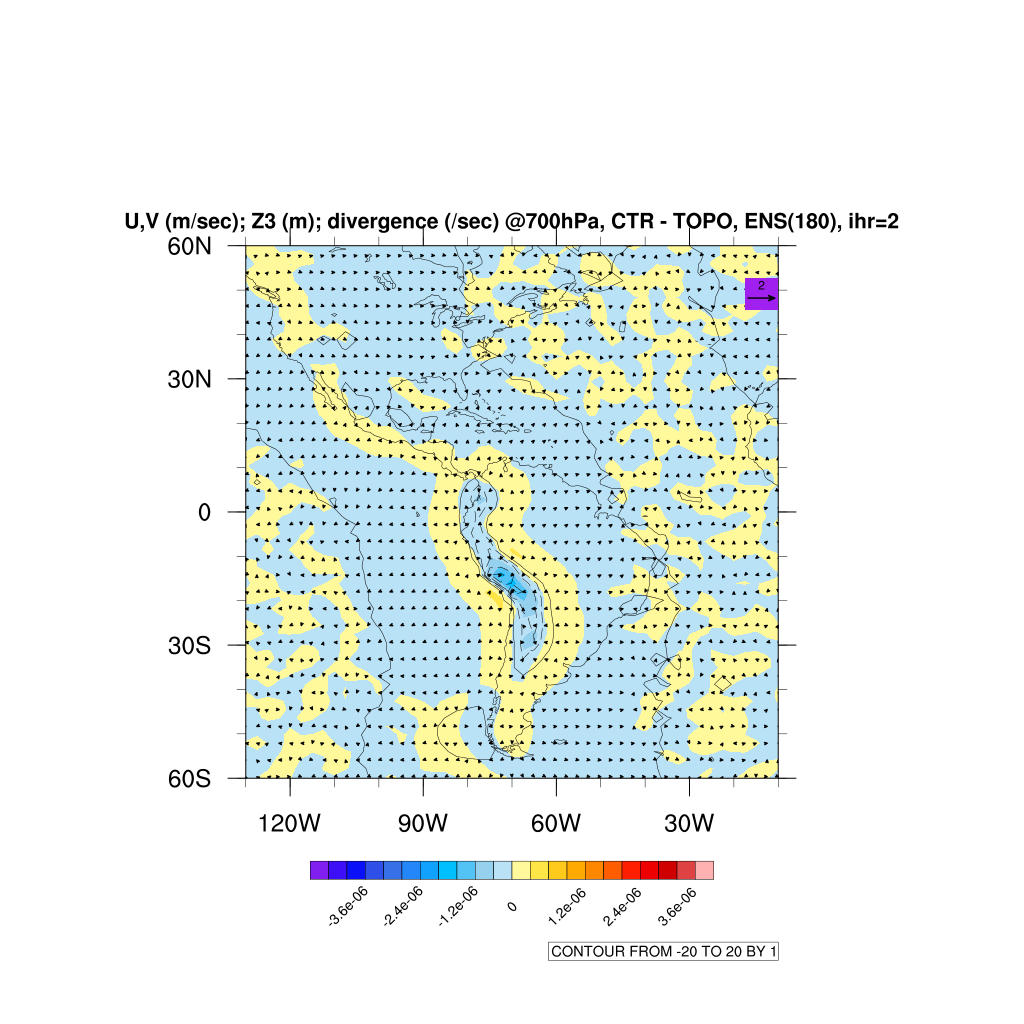 U,V (m/sec); Z3 (m); divergence (/sec) @700hPa, CTR - TOPO, ENS(180), ihr=2
60N
2
30N
0
30S
60S
120W 90W 60W 30W
-3.6e-06 -2.4e-06 -1.2e-06 0 1.2e-06 2.4e-06 3.6e-06
CONTOUR FROM -20 TO 20 BY 1